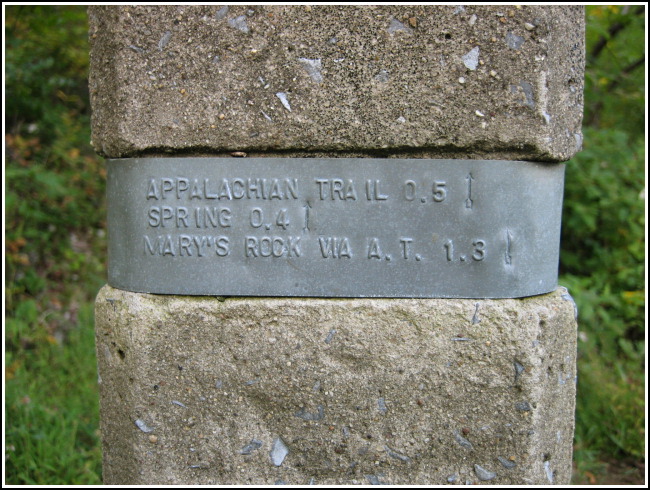 APPALACHIAN TRAIL 0.5 ↑
SPRING 0.4 ↑
MARY'S ROCK VIA A.T. 1.3 ↓